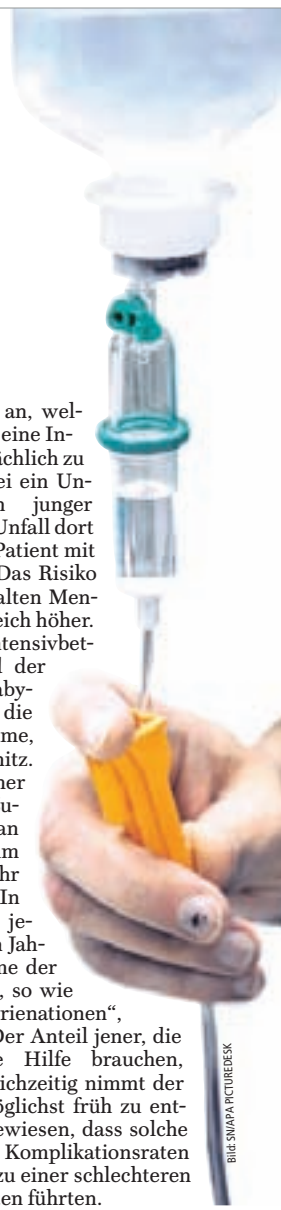 an, wel-
eine In-
ächlich zu
ei ein Un-
n junger
Unfall dort
Patient mit
Das Risiko
alten Men-
eich höher.
ntensivbet-
l der
aby-
die
me,
nitz.
ner
u-
an
m
hr
In
je-
n Jah-
ne der
, so wie
rienationen“,
Der Anteil jener, die
e Hilfe brauchen,
ichzeitig nimmt der
öglichst früh zu ent-
ewiesen, dass solche
Komplikationsraten
zu einer schlechteren
ten führten.
Bild: SN/APA PICTUREDESK